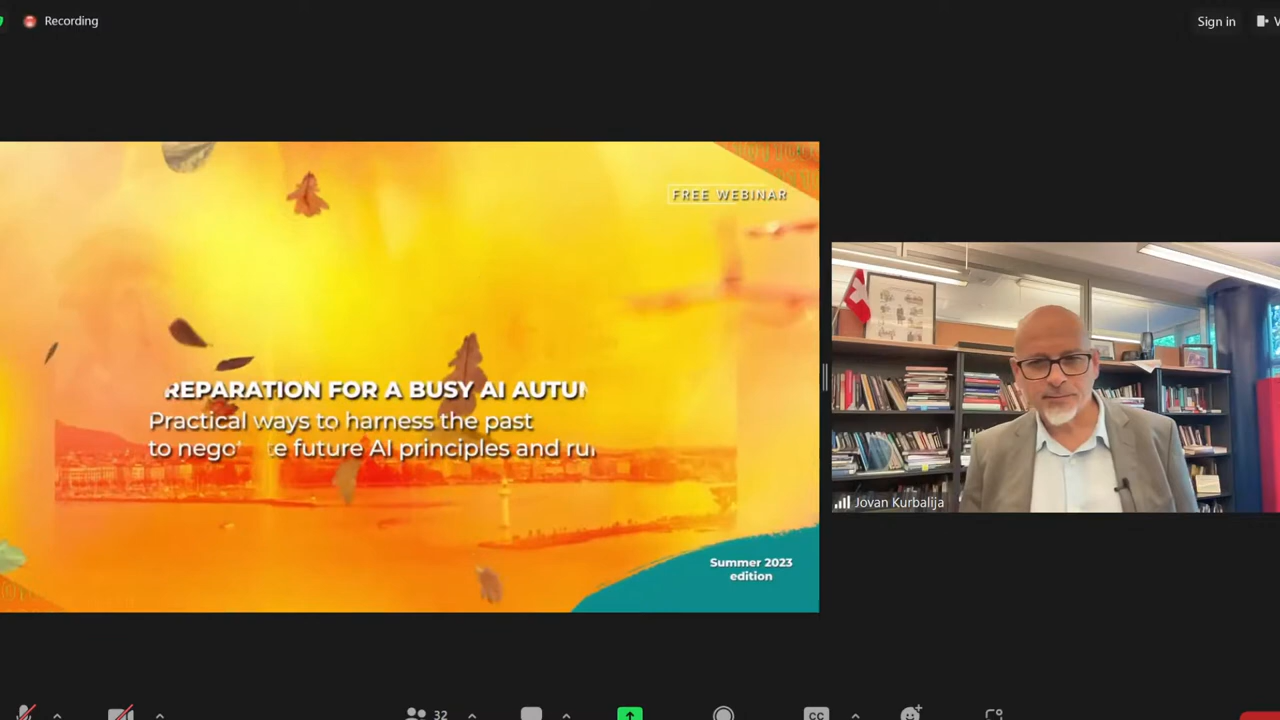 Recording
Sign in
FREE WEBINAR
REPARATION FOR A BUSY AI AUTU
Practical ways to harness the past
to nego te future AI principles and ru
Summer 2023
edition
Jovan Kurbalija
32
CC